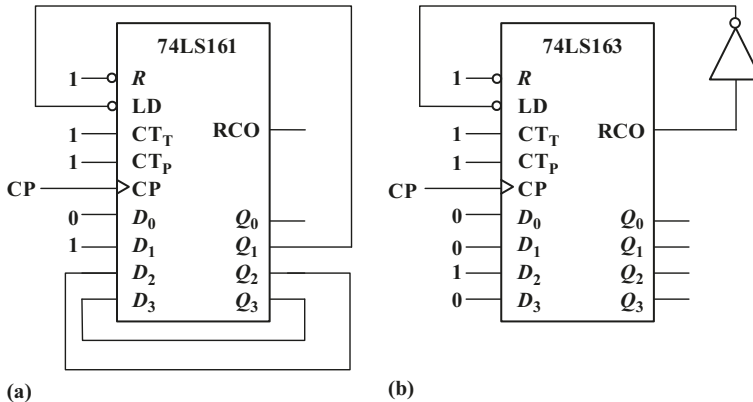 74LS161
1 R
LD
1 CT_T RCO
1 CT_P
CP CP
0 D_0 Q_0
1 D_1 Q_1
D_2 Q_2
D_3 Q_3
(a)
74LS163
1 R
LD
1 CT_T RCO
1 CT_P
CP CP
0 D_0 Q_0
0 D_1 Q_1
1 D_2 Q_2
0 D_3 Q_3
(b)